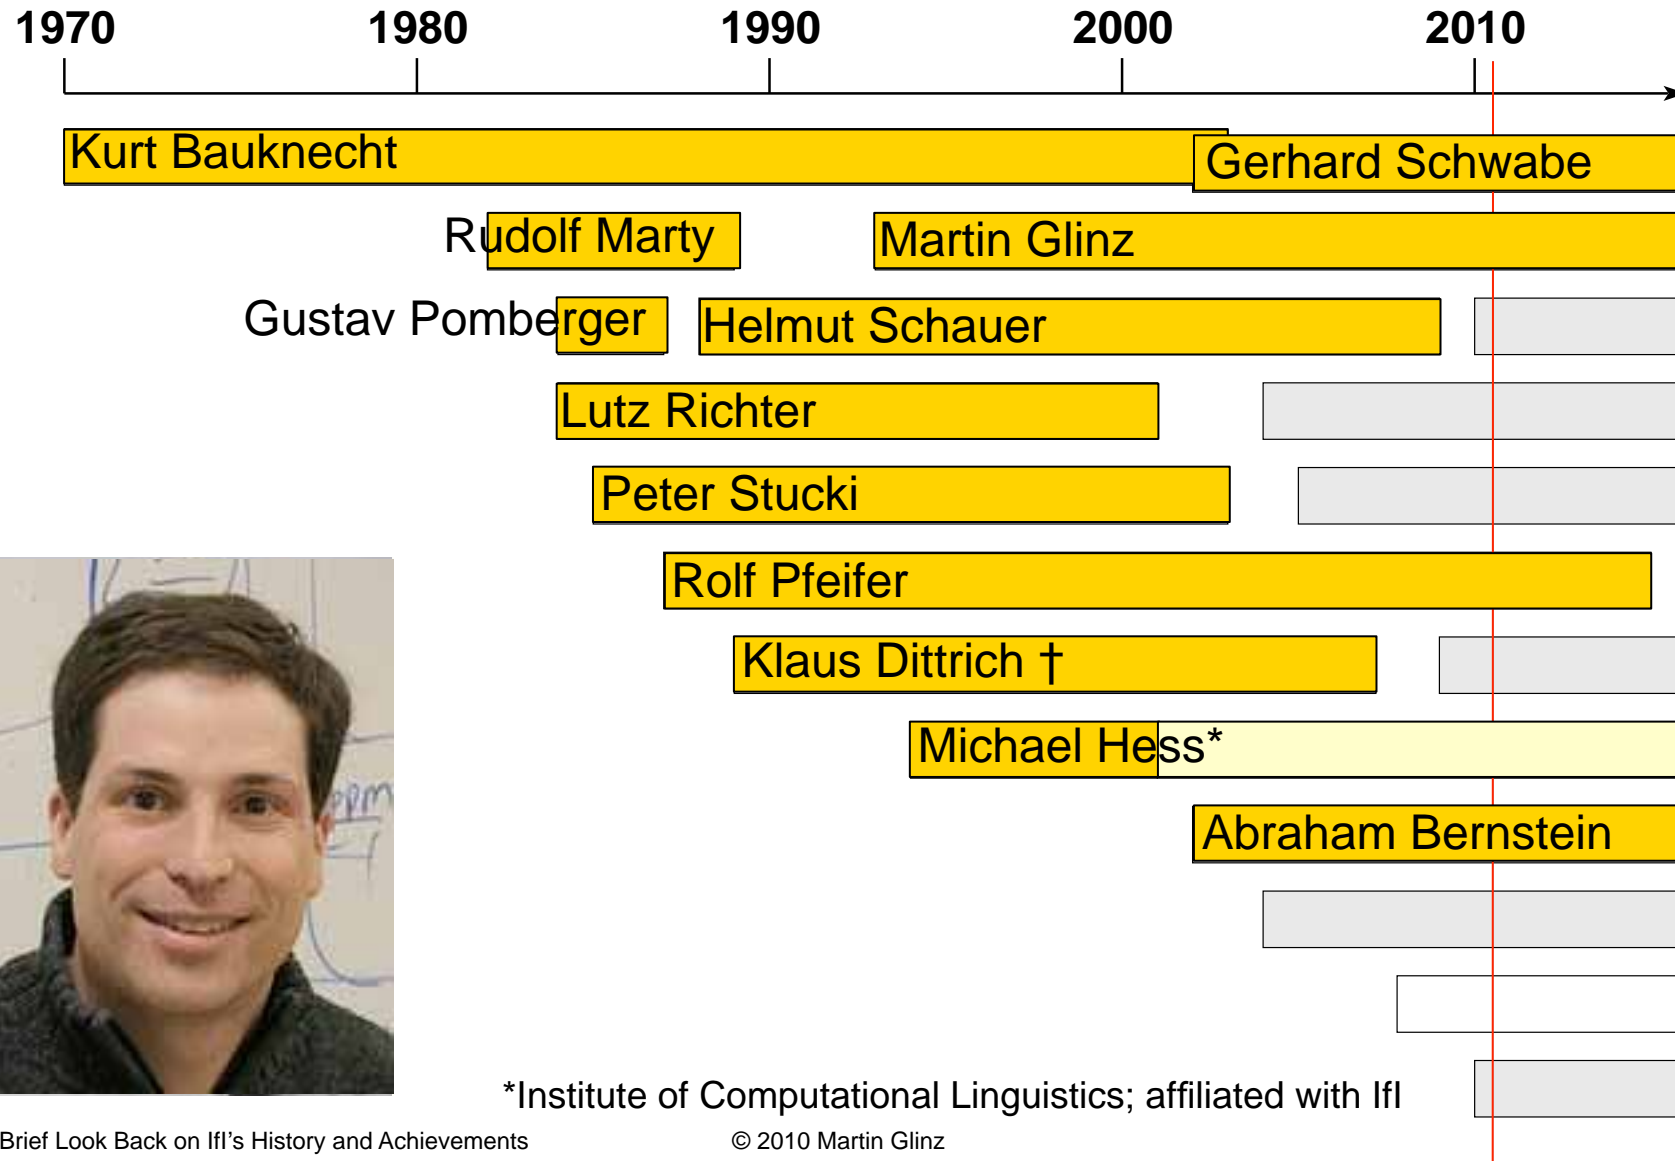 1970 1980 1990 2000 2010
Kurt Bauknecht Gerhard Schwabe
Rudolf Marty Martin Glinz
Gustav Pomberger Helmut Schauer
Lutz Richter
Peter Stucki
Rolf Pfeifer
Klaus Dittrich †
Michael Hess*
Abraham Bernstein
*Institute of Computational Linguistics; affiliated with IfI
Brief Look Back on IfI's History and Achievements © 2010 Martin Glinz